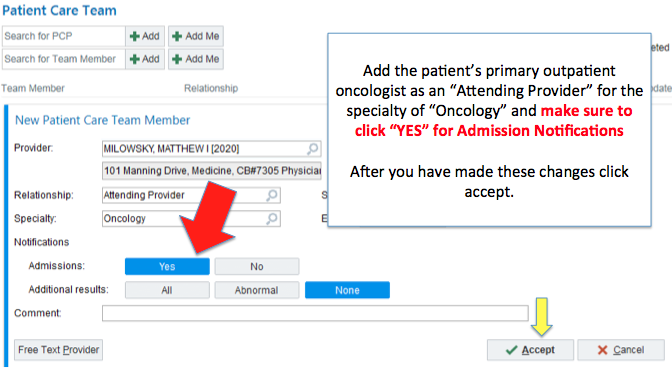 Patient Care Team
Search for PCP Add Add Me
Search for Team Member Add Add Me
Team Member Relationship
New Patient Care Team Member
Provider: MILOWSKY, MATTHEW I [2020]
101 Manning Drive, Medicine, CB#7305 Physician
Relationship: Attending Provider S
Specialty: Oncology E
Notifications
Admissions: Yes No
Additional results: All Abnormal None
Comment:
Free Text Provider Accept Cancel
Add the patient's primary outpatient
oncologist as an “Attending Provider” for the
specialty of “Oncology” and make sure to
click “YES” for Admission Notifications
After you have made these changes click
accept.